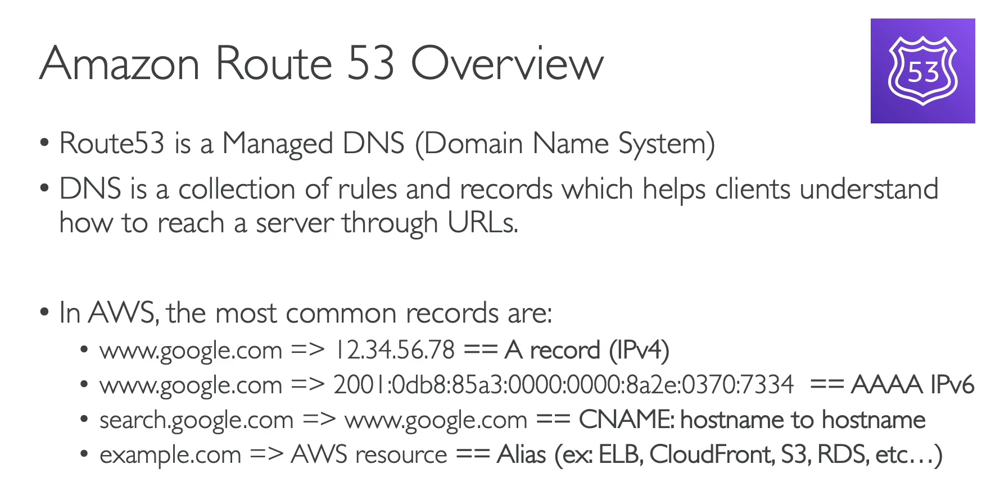 Amazon Route 53 Overview
53
• Route53 is a Managed DNS (Domain Name System)
• DNS is a collection of rules and records which helps clients understand
how to reach a server through URLs.
• In AWS, the most common records are:
• www.google.com => 12.34.56.78 == A record (IPv4)
• www.google.com => 2001:0db8:85a3:0000:0000:8a2e:0370:7334 == AAAA IPv6
• search.google.com => www.google.com == CNAME: hostname to hostname
• example.com => AWS resource == Alias (ex: ELB, CloudFront, S3, RDS, etc…)